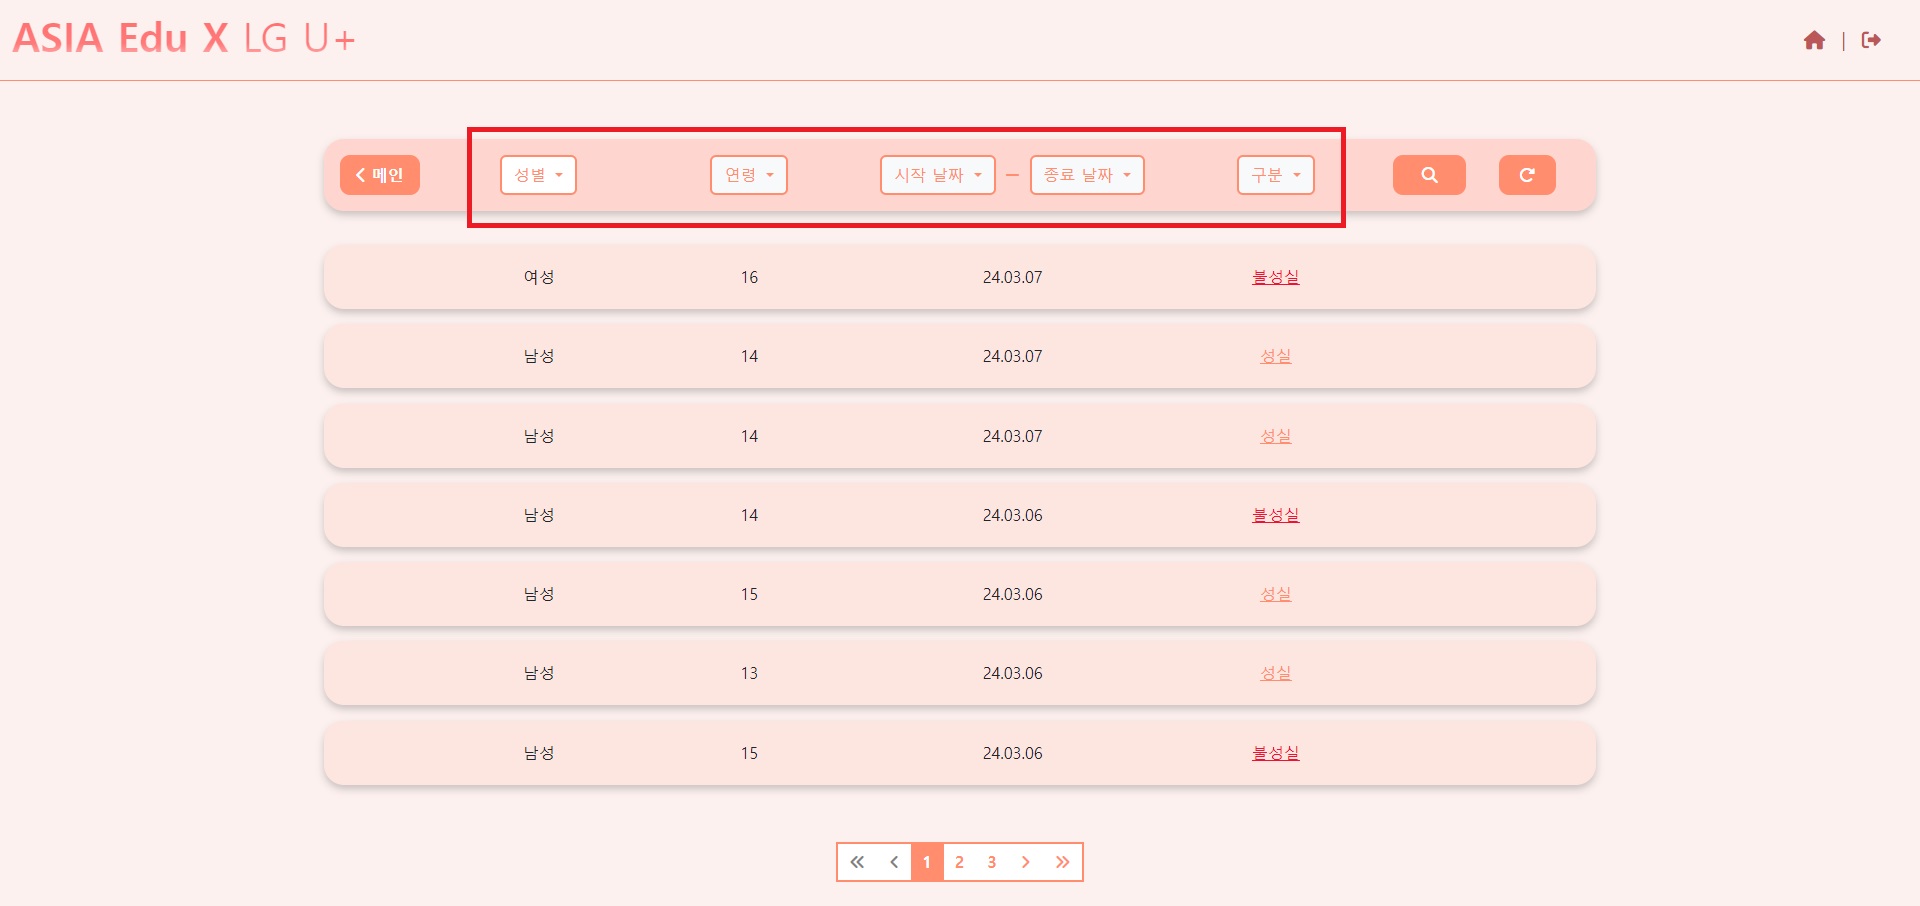 ASIA Edu X LG U+
|
메인 성별 연령 시작 날짜 - 종료 날짜 구분
여성 16 24.03.07 불성실
남성 14 24.03.07 성실
남성 14 24.03.07 성실
남성 14 24.03.06 불성실
남성 15 24.03.06 성실
남성 13 24.03.06 성실
남성 15 24.03.06 불성실
« ‹ 1 2 3 › »